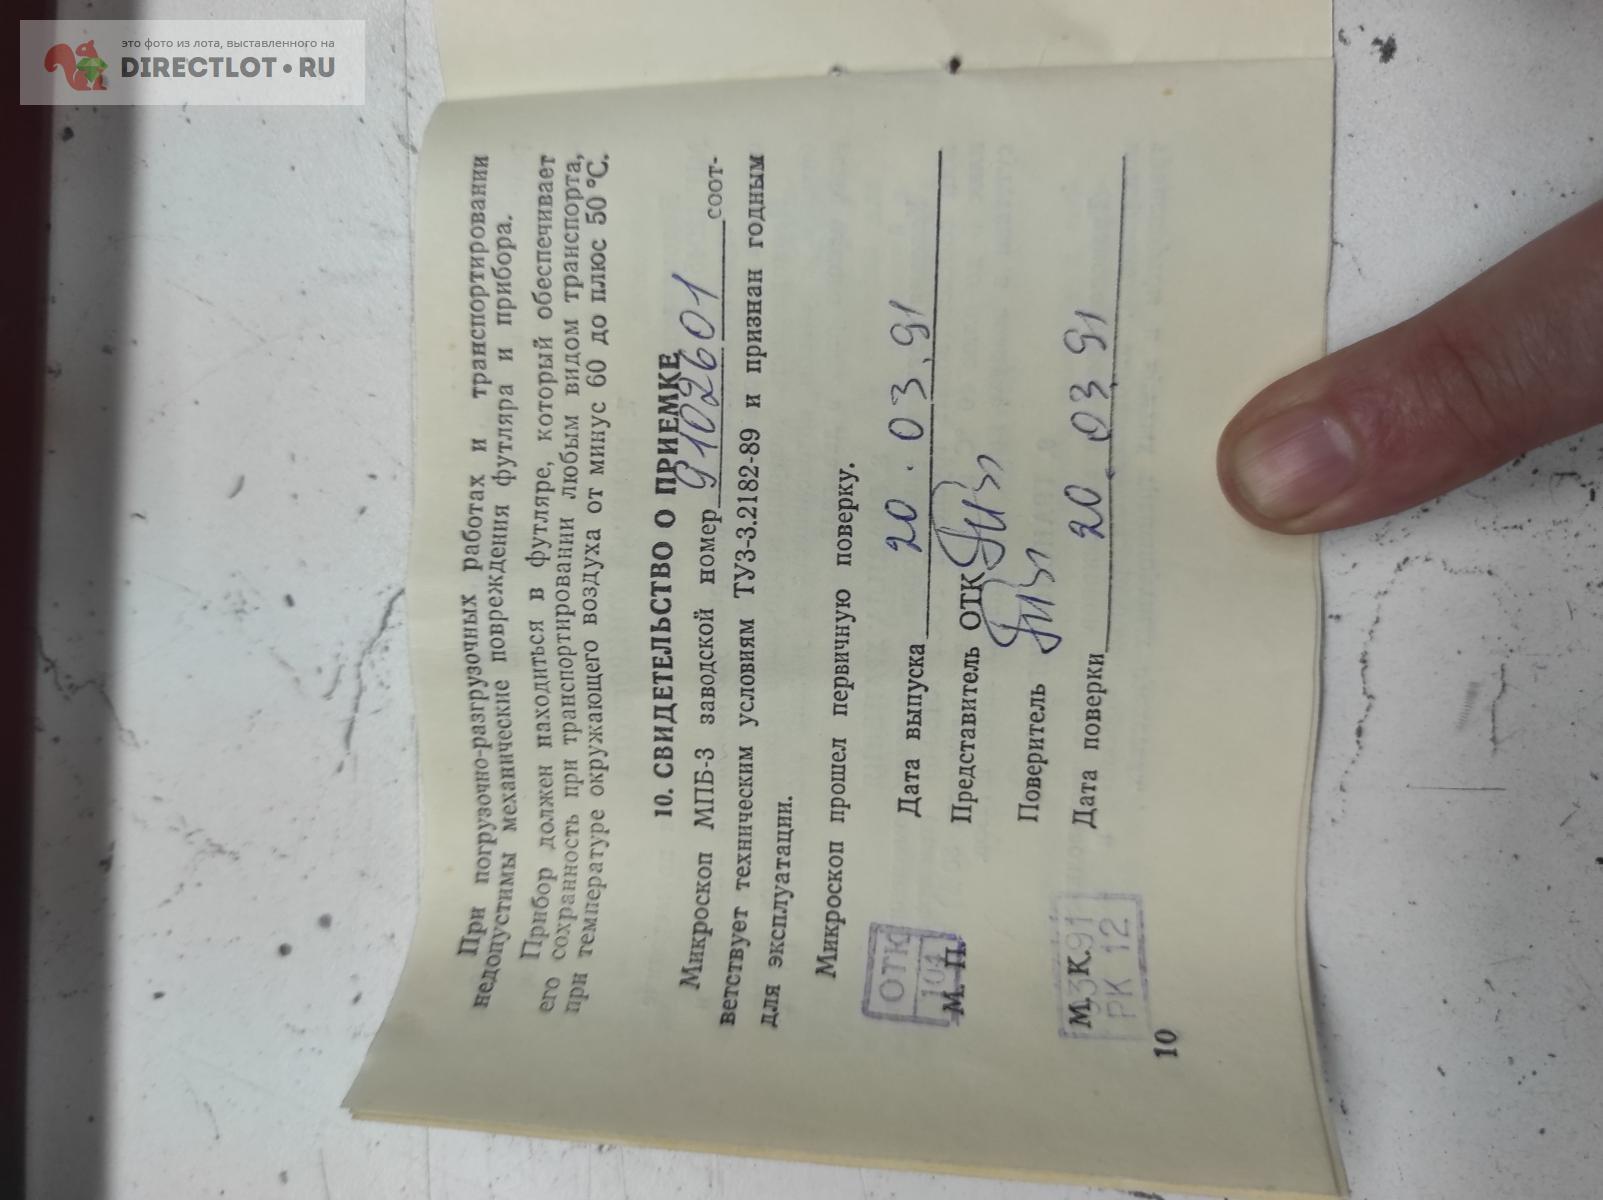 это фото из лота, выставленного на
DIRECTLOT•RU
При погрузочно-разгрузочных работах и транспортировании
недопустимы механические повреждения футляра и прибора.
Прибор должен находиться в футляре, который обеспечивает
его сохранность при транспортировании любым видом транспорта,
при температуре окружающего воздуха от минус 60 до плюс 50 °С.
10. СВИДЕТЕЛЬСТВО О ПРИЕМКЕ
Микроскоп МПБ-3 заводской номер 9102601 соот-
ветствует техническим условиям ТУ3-3.2182-89 и признан годным
для эксплуатации.
Микроскоп прошел первичную поверку.
Дата выпуска 20.03.91
ОТК
104
М. П.
Представитель ОТК
Поверитель
Дата поверки 20.03.91
М. К.
РК 12
10